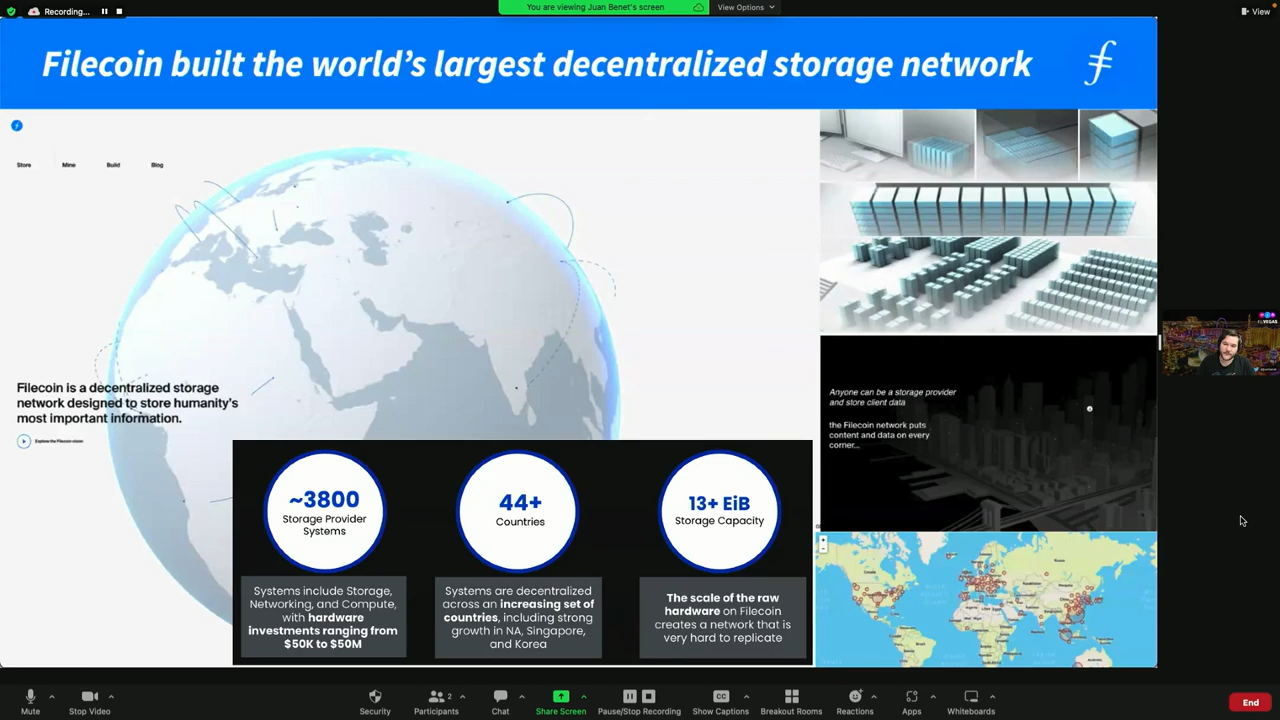 Recording...
You are viewing Juan Benet's screen
View Options
View
Filecoin built the world's largest decentralized storage network
Store
Mine
Build
Blog
Filecoin is a decentralized storage
network designed to store humanity's
most important information.
Explore the Filecoin vision
~3800
Storage Provider
Systems
44+
Countries
13+ EiB
Storage Capacity
Systems include Storage,
Networking, and Compute,
with hardware
investments ranging from
$50K to $50M
Systems are decentralized
across an increasing set of
countries, including strong
growth in NA, Singapore,
and Korea
The scale of the raw
hardware on Filecoin
creates a network that is
very hard to replicate
Anyone can be a storage provider
and store client data
the Filecoin network puts
content and data on every
corner...
Mute
Stop Video
Security
Participants
2
Chat
Share Screen
Pause/Stop Recording
CC
Show Captions
Breakout Rooms
Reactions
Apps
Whiteboards
End